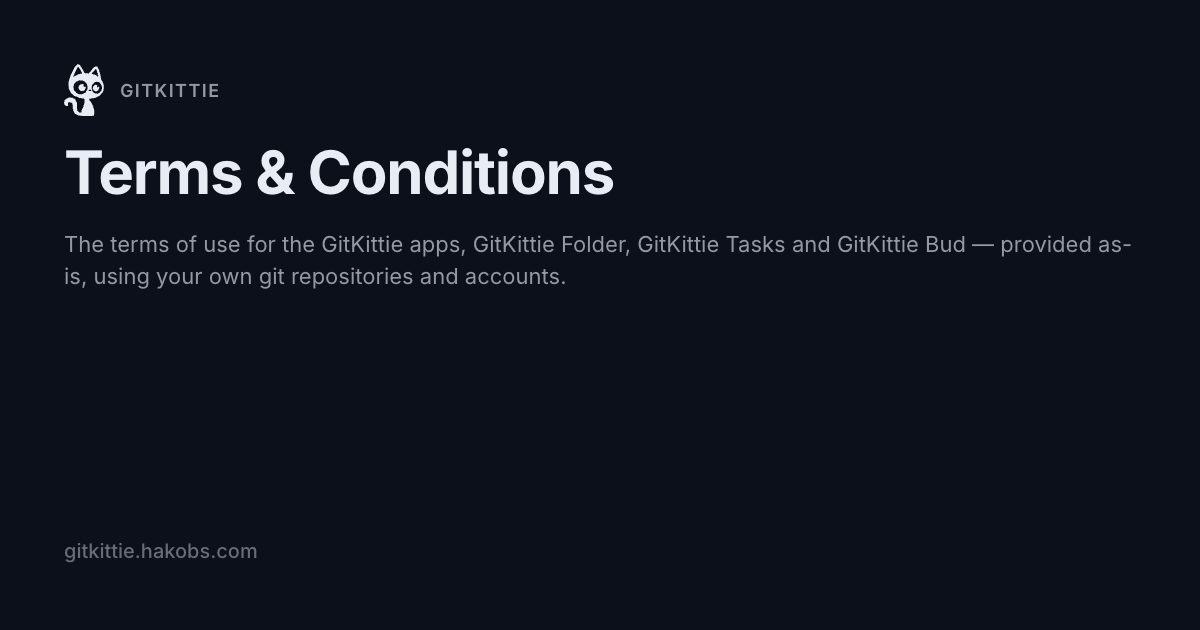 GITKITTIE
Terms & Conditions
The terms of use for the GitKittie apps, GitKittie Folder, GitKittie Tasks and GitKittie Bud — provided as-
is, using your own git repositories and accounts.
gitkittie.hakobs.com